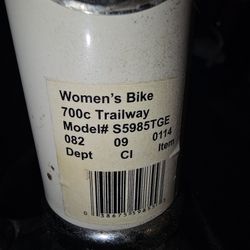 Women's Bike
700c Trailway
Model# S5985TGE
082 09 0114
Dept Cl Item